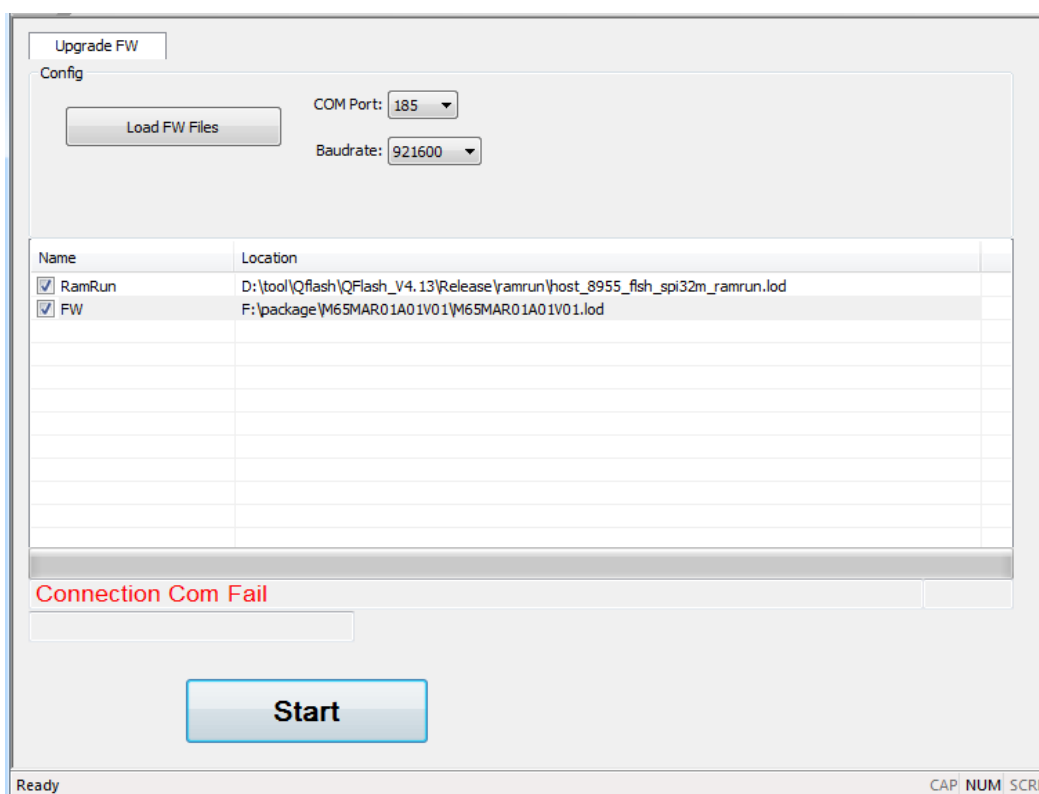 Upgrade FW
Config
Load FW Files
COM Port: 185
Baudrate: 921600
Name Location
RamRun D:\tool\Qflash\QFlash_V4.13\Release\ramrun\host_8955_flsh_spi32m_ramrun.lod
FW F:\package\M65MAR01A01V01\M65MAR01A01V01.lod
Connection Com Fail
Start
Ready CAP NUM SCR